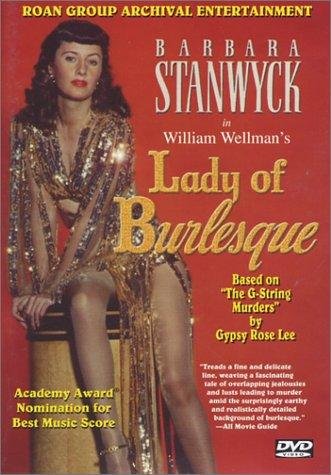 ROAN GROUP ARCHIVAL ENTERTAINMENT
BARBARA
STANWYCK
in
William Wellman's
Lady of
Burlesque
Based on
"The G-String
Murders"
by
Gypsy Rose Lee
Academy Award®
Nomination for
Best Music Score
"Treads a fine and delicate
line, weaving a fascinating
tale of overlapping jealousies
and lusts leading to murder
amid the surprisingly earthy
and realistically detailed
background of burlesque."
—All Movie Guide
DVD
VIDEO